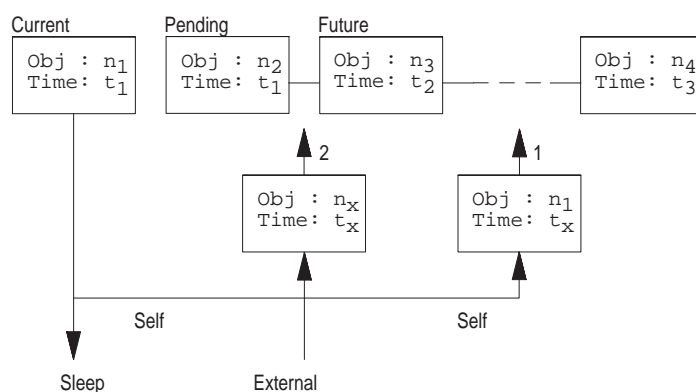 Current
Pending
Future
Obj : n1
Time: t1
Obj : n2
Time: t1
Obj : n3
Time: t2
Obj : n4
Time: t3
2
1
Obj : nx
Time: tx
Obj : n1
Time: tx
Self
Self
Sleep
External